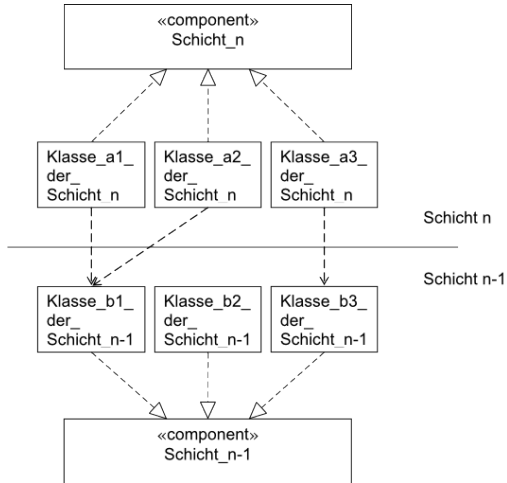 «component»
Schicht_n
Klasse_a1_
der_
Schicht_n
Klasse_a2_
der_
Schicht_n
Klasse_a3_
der_
Schicht_n
Schicht n
Schicht n-1
Klasse_b1_
der_
Schicht_n-1
Klasse_b2_
der_
Schicht_n-1
Klasse_b3_
der_
Schicht_n-1
«component»
Schicht_n-1